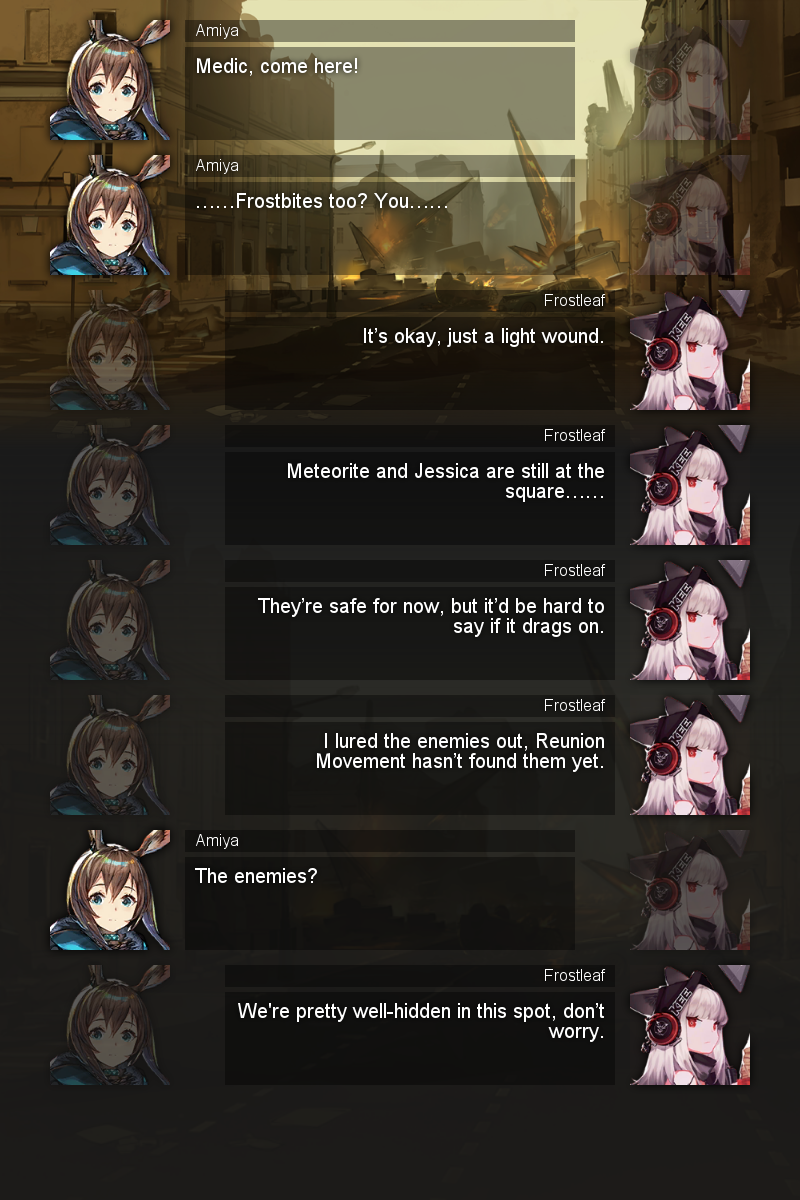 Amiya
Medic, come here!
Amiya
……Frostbites too? You……
Frostleaf
It’s okay, just a light wound.
Frostleaf
Meteorite and Jessica are still at the
square……
Frostleaf
They’re safe for now, but it’d be hard to
say if it drags on.
Frostleaf
I lured the enemies out, Reunion
Movement hasn’t found them yet.
Amiya
The enemies?
Frostleaf
We're pretty well-hidden in this spot, don’t
worry.